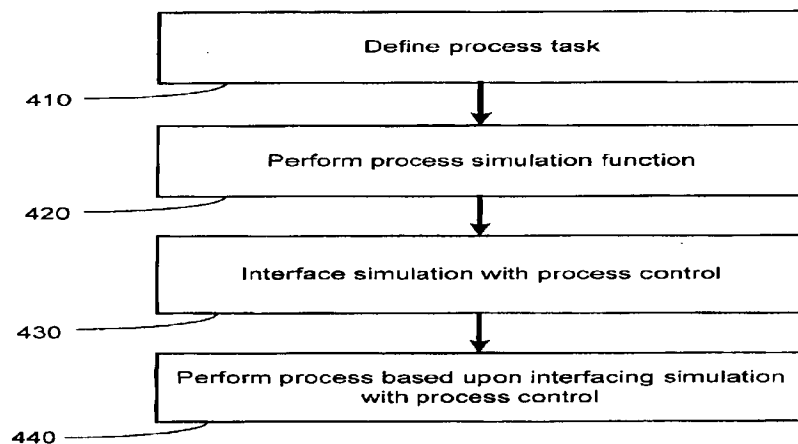 Define process task
410
Perform process simulation function
420
Interface simulation with process control
430
Perform process based upon interfacing simulation
with process control
440